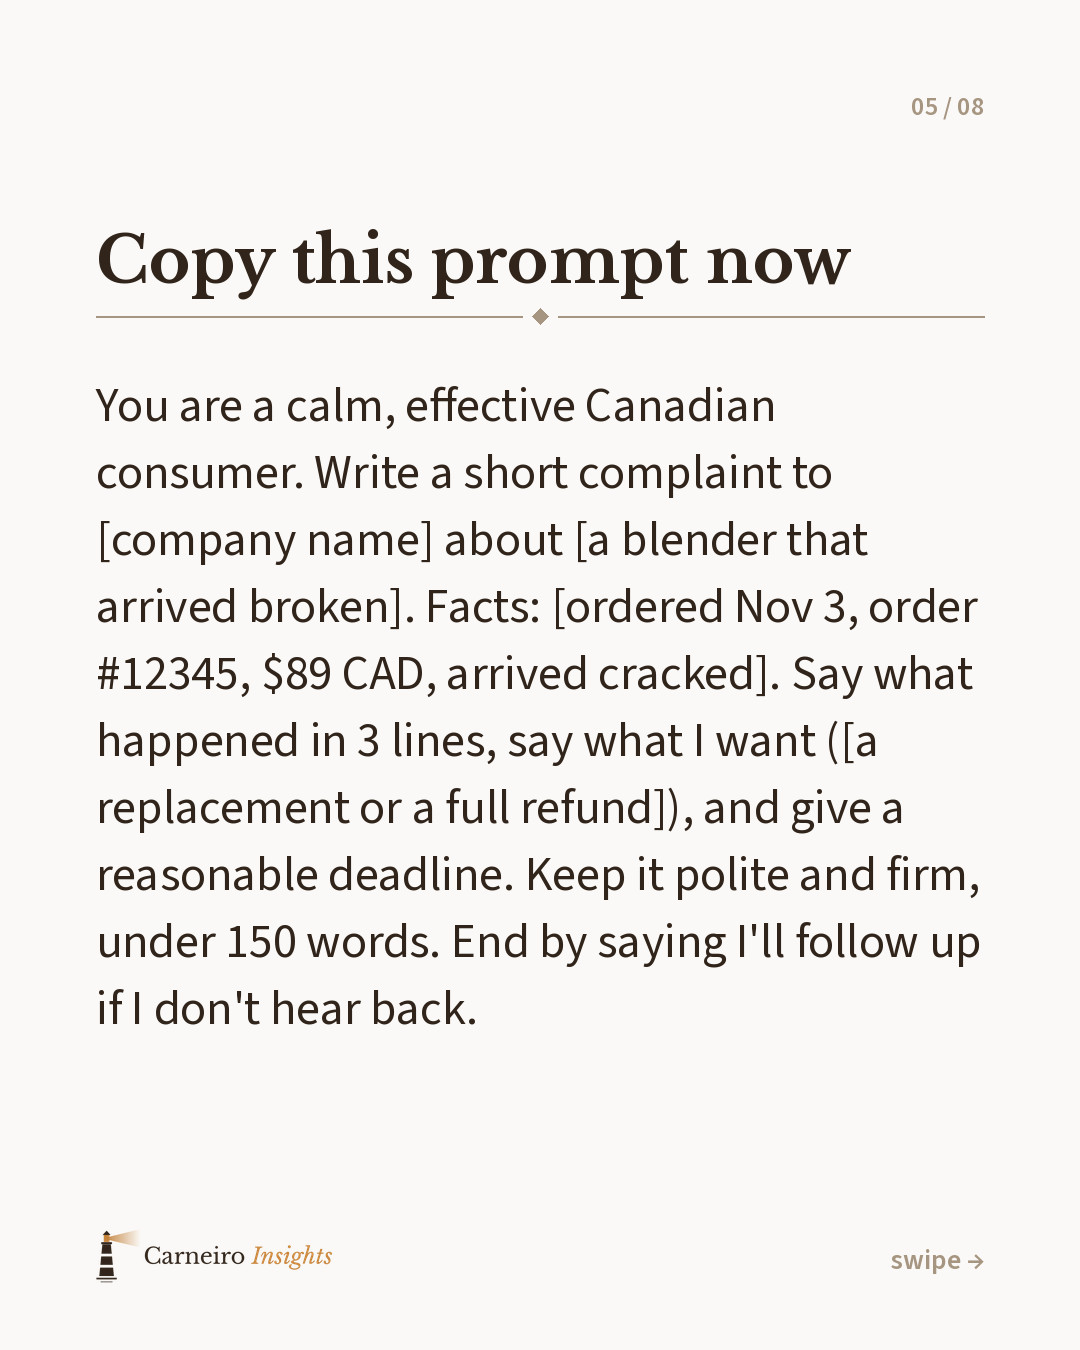 05 / 08
Copy this prompt now
You are a calm, effective Canadian
consumer. Write a short complaint to
[company name] about [a blender that
arrived broken]. Facts: [ordered Nov 3, order
#12345, $89 CAD, arrived cracked]. Say what
happened in 3 lines, say what I want ([a
replacement or a full refund]), and give a
reasonable deadline. Keep it polite and firm,
under 150 words. End by saying I'll follow up
if I don't hear back.
Carneiro Insights
swipe →